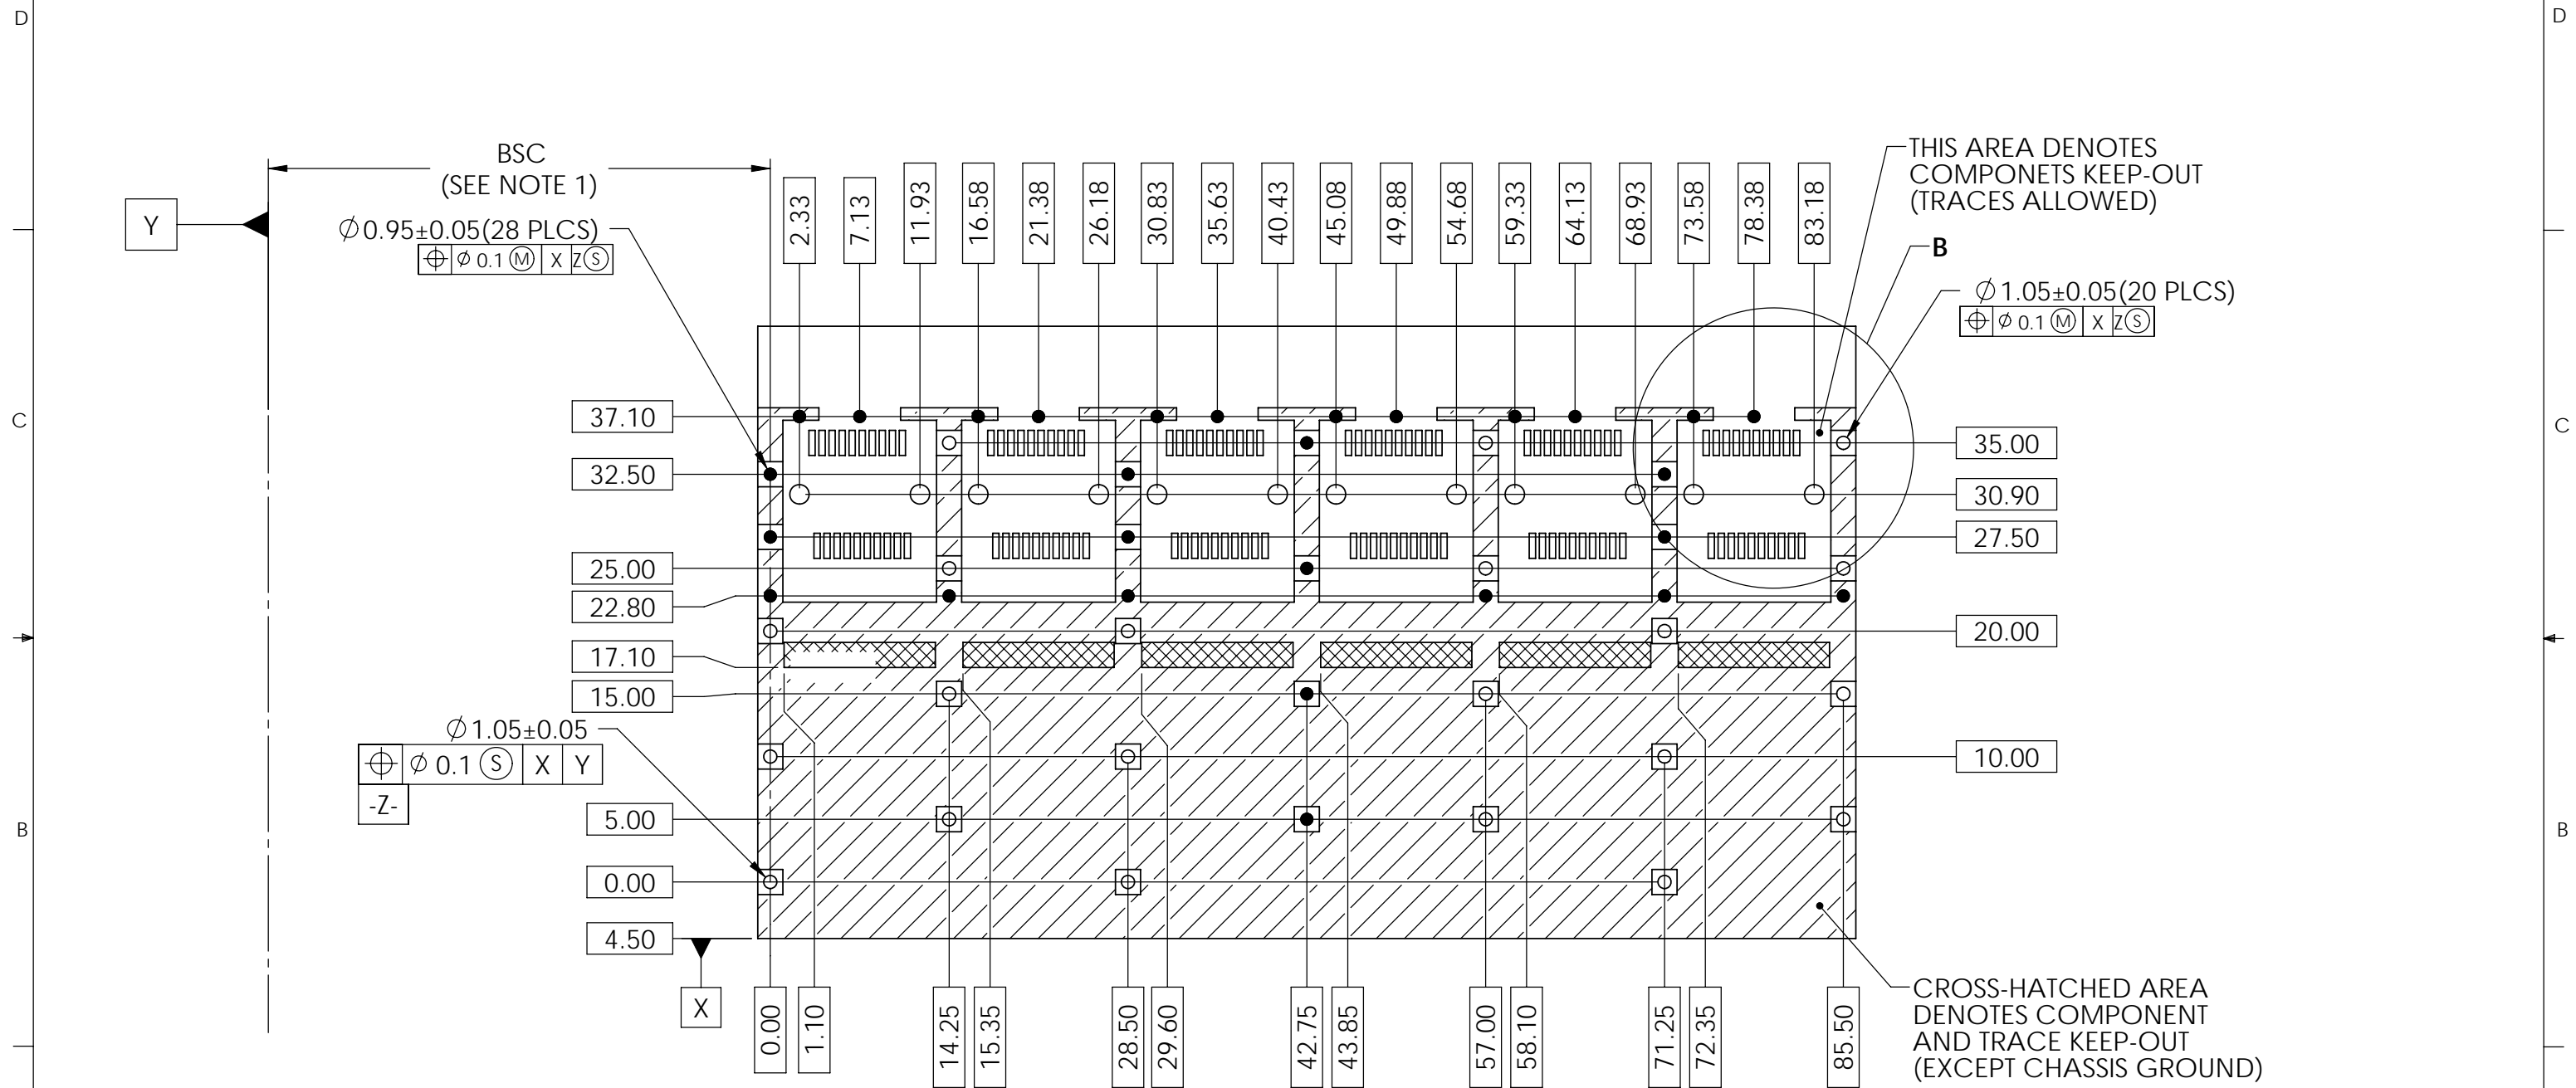 D
D
BSC
(SEE NOTE 1)
Y
⌀0.95±0.05(28 PLCS)
⌖ ⌀ 0.1 Ⓜ X ZⓈ
2.33
7.13
11.93
16.58
21.38
26.18
30.83
35.63
40.43
45.08
49.88
54.68
59.33
64.13
68.93
73.58
78.38
83.18
THIS AREA DENOTES
COMPONETS KEEP-OUT
(TRACES ALLOWED)
B
⌀1.05±0.05(20 PLCS)
⌖ ⌀ 0.1 Ⓜ X ZⓈ
C
C
37.10
32.50
25.00
22.80
17.10
15.00
35.00
30.90
27.50
20.00
10.00
⌀1.05±0.05
⌖ ⌀ 0.1 Ⓢ X Y
-Z-
5.00
0.00
4.50
B
B
X
0.00
1.10
14.25
15.35
28.50
29.60
42.75
43.85
57.00
58.10
71.25
72.35
85.50
CROSS-HATCHED AREA
DENOTES COMPONENT
AND TRACE KEEP-OUT
(EXCEPT CHASSIS GROUND)